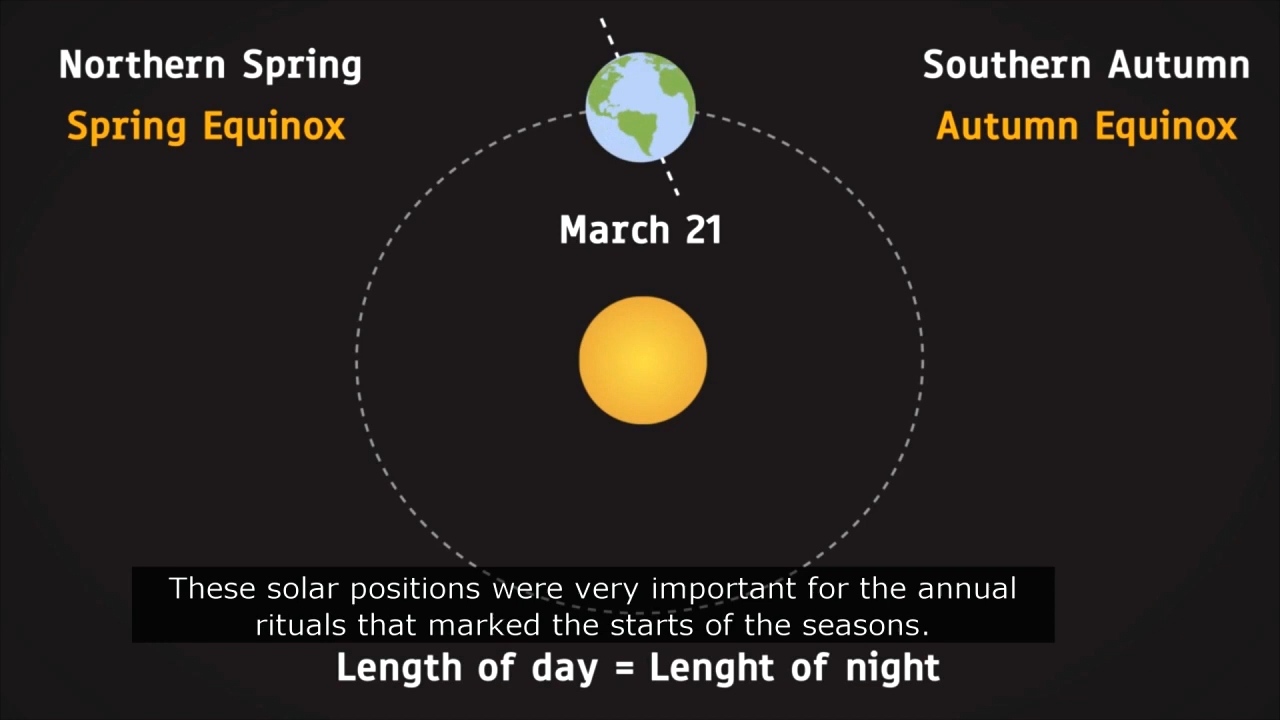 Northern Spring
Spring Equinox
Southern Autumn
Autumn Equinox
March 21
These solar positions were very important for the annual
rituals that marked the starts of the seasons.
Length of day = Lenght of night